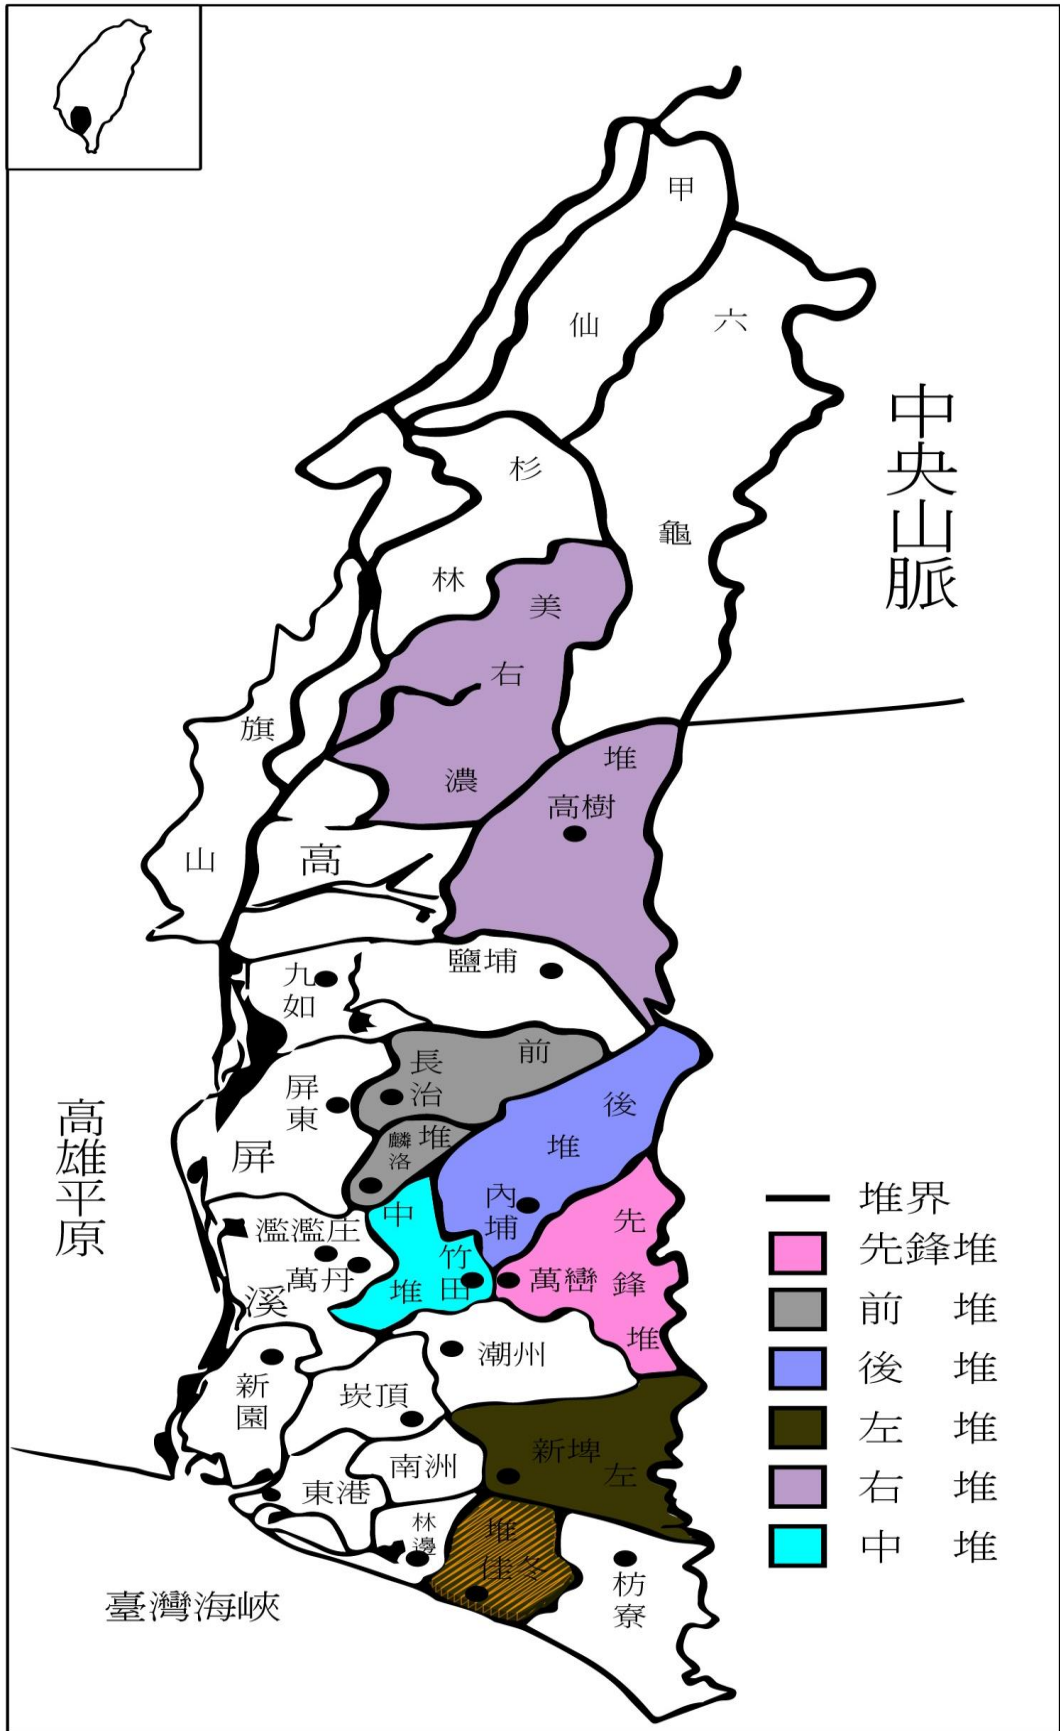 甲
仙
六
龜
中央山脈
杉
林
美
右
濃
堆
高樹
旗
山
高
鹽埔
九如
前
長治
屏東
堆
麟洛
後
堆
內埔
高雄平原
屏
中
堆
竹田
濫濫庄
萬丹
溪
先
鋒
堆
萬巒
潮州
新園
崁頂
新埤
左
南洲
東港
林邊
堆
佳冬
枋寮
臺灣海峽
堆界
先鋒堆
前 堆
後 堆
左 堆
右 堆
中 堆